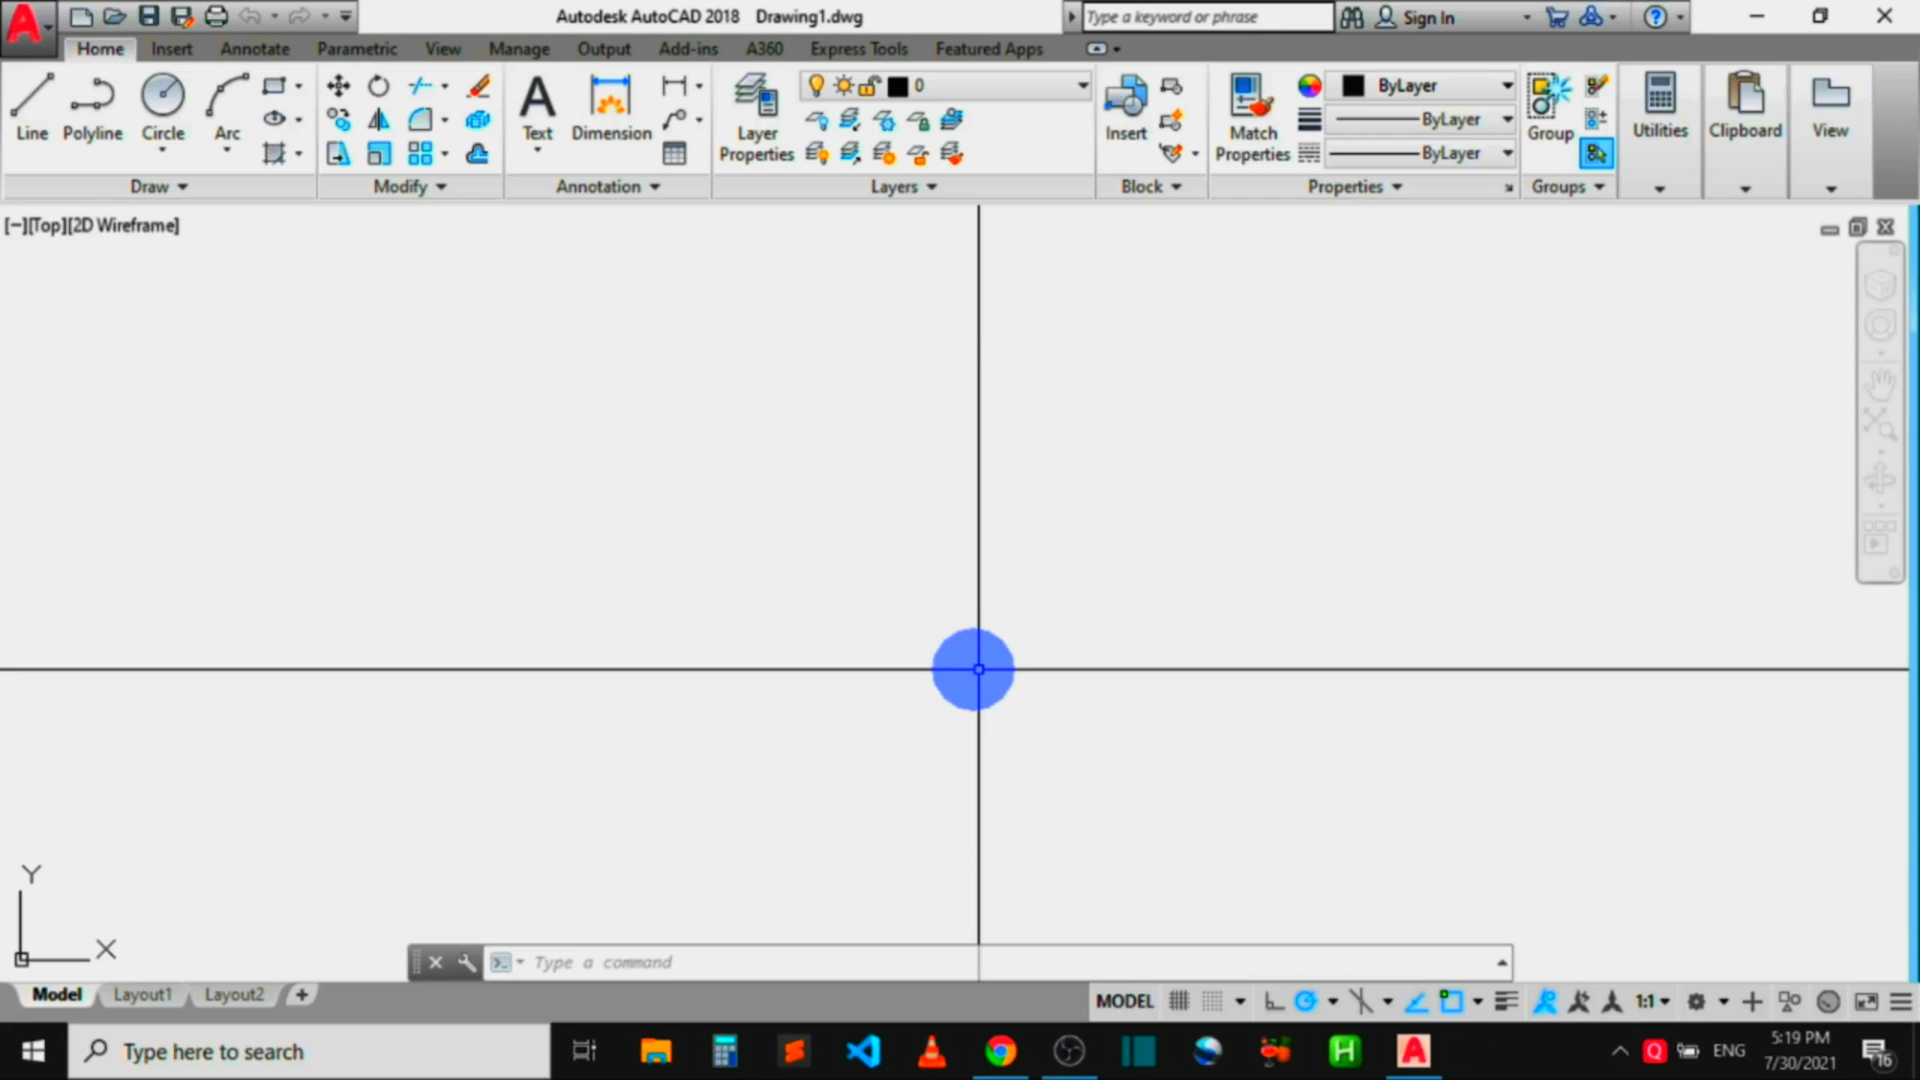 Autodesk AutoCAD 2018 Drawing1.dwg
Type a keyword or phrase
Sign In
Home Insert Annotate Parametric View Manage Output Add-ins A360 Express Tools Featured Apps
Line
Polyline
Circle
Arc
Draw
Modify
Text
Dimension
Annotation
Layer
Properties
0
Layers
Insert
Block
Match
Properties
ByLayer
ByLayer
ByLayer
Properties
Group
Groups
Utilities
Clipboard
View
[−][Top][2D Wireframe]
Y
X
Type a command
Model Layout1 Layout2 +
MODEL
1:1
Type here to search
ENG
5:19 PM
7/30/2021
16